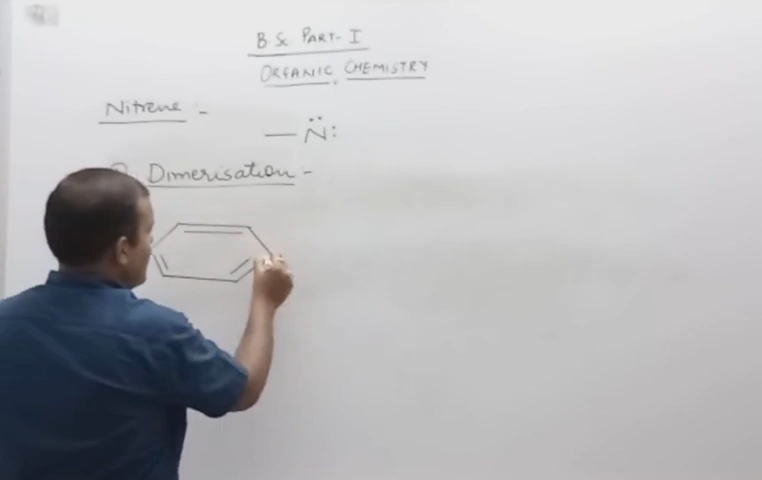 B.Sc PART-I
ORGANIC CHEMISTRY
Nitrene :-
— N̈:
Dimerisation -